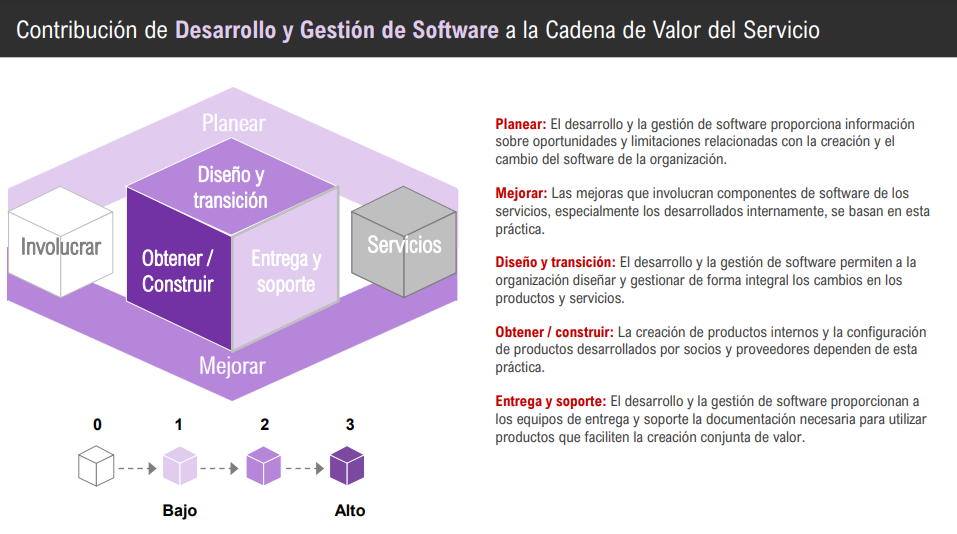 Contribución de Desarrollo y Gestión de Software a la Cadena de Valor del Servicio
Planear
Diseño y
transición
Involucrar
Obtener /
Construir
Entrega y
soporte
Servicios
Mejorar
0
1
2
3
Bajo
Alto
Planear: El desarrollo y la gestión de software proporciona información
sobre oportunidades y limitaciones relacionadas con la creación y el
cambio del software de la organización.
Mejorar: Las mejoras que involucran componentes de software de los
servicios, especialmente los desarrollados internamente, se basan en esta
práctica.
Diseño y transición: El desarrollo y la gestión de software permiten a la
organización diseñar y gestionar de forma integral los cambios en los
productos y servicios.
Obtener / construir: La creación de productos internos y la configuración
de productos desarrollados por socios y proveedores dependen de esta
práctica.
Entrega y soporte: El desarrollo y la gestión de software proporcionan a
los equipos de entrega y soporte la documentación necesaria para utilizar
productos que faciliten la creación conjunta de valor.